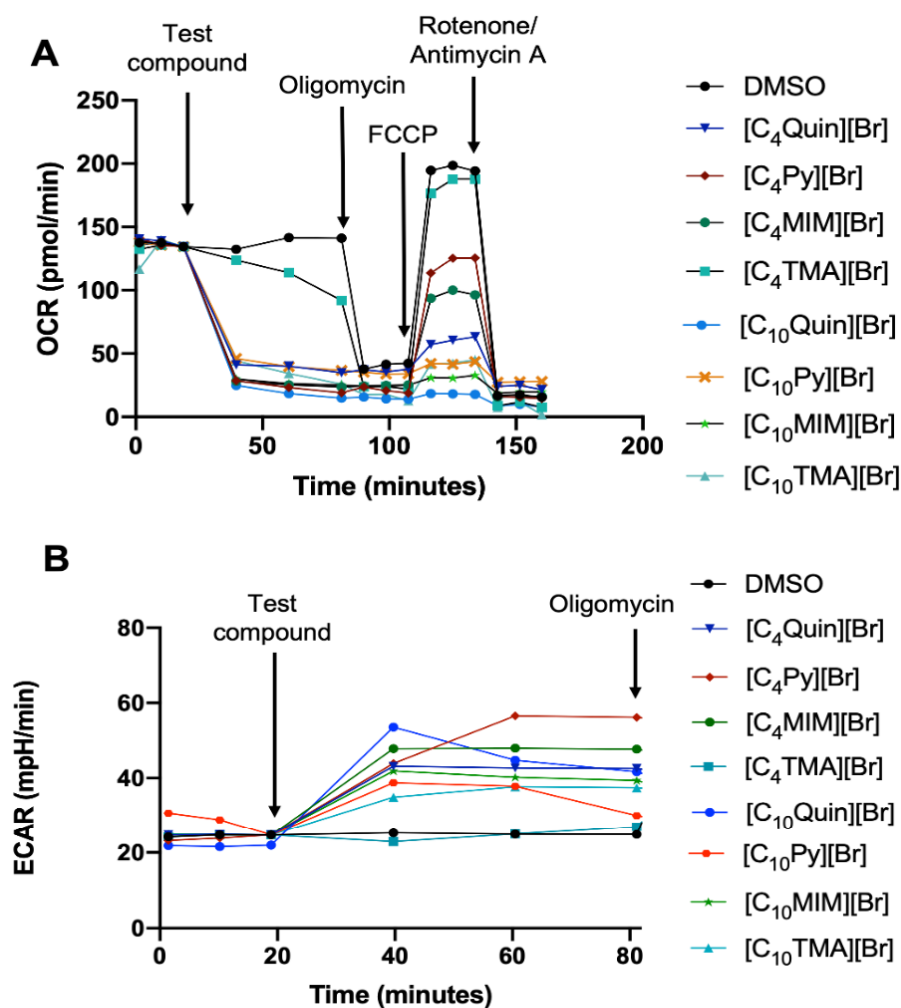 A
Test
compound
Oligomycin
FCCP
Rotenone/
Antimycin A
250
200
150
100
50
0
OCR (pmol/min)
0
50
100
150
200
Time (minutes)
DMSO
[C₄Quin][Br]
[C₄Py][Br]
[C₄MIM][Br]
[C₄TMA][Br]
[C₁₀Quin][Br]
[C₁₀Py][Br]
[C₁₀MIM][Br]
[C₁₀TMA][Br]
B
Test
compound
Oligomycin
80
60
40
20
0
ECAR (mpH/min)
0
20
40
60
80
Time (minutes)
DMSO
[C₄Quin][Br]
[C₄Py][Br]
[C₄MIM][Br]
[C₄TMA][Br]
[C₁₀Quin][Br]
[C₁₀Py][Br]
[C₁₀MIM][Br]
[C₁₀TMA][Br]